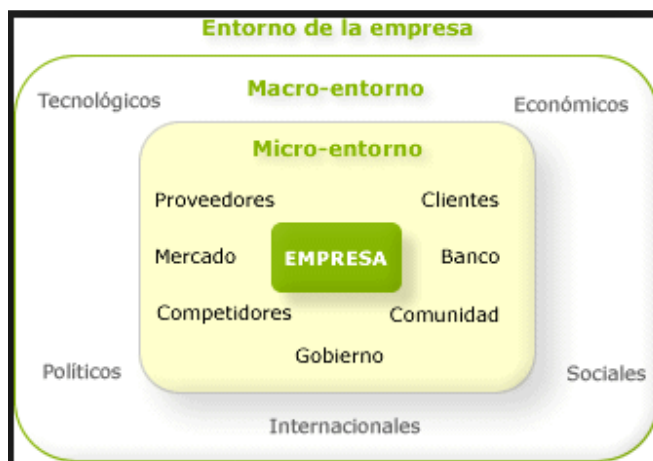 Entorno de la empresa
Macro-entorno
Tecnológicos
Económicos
Micro-entorno
Proveedores
Clientes
Mercado
EMPRESA
Banco
Competidores
Comunidad
Gobierno
Políticos
Sociales
Internacionales